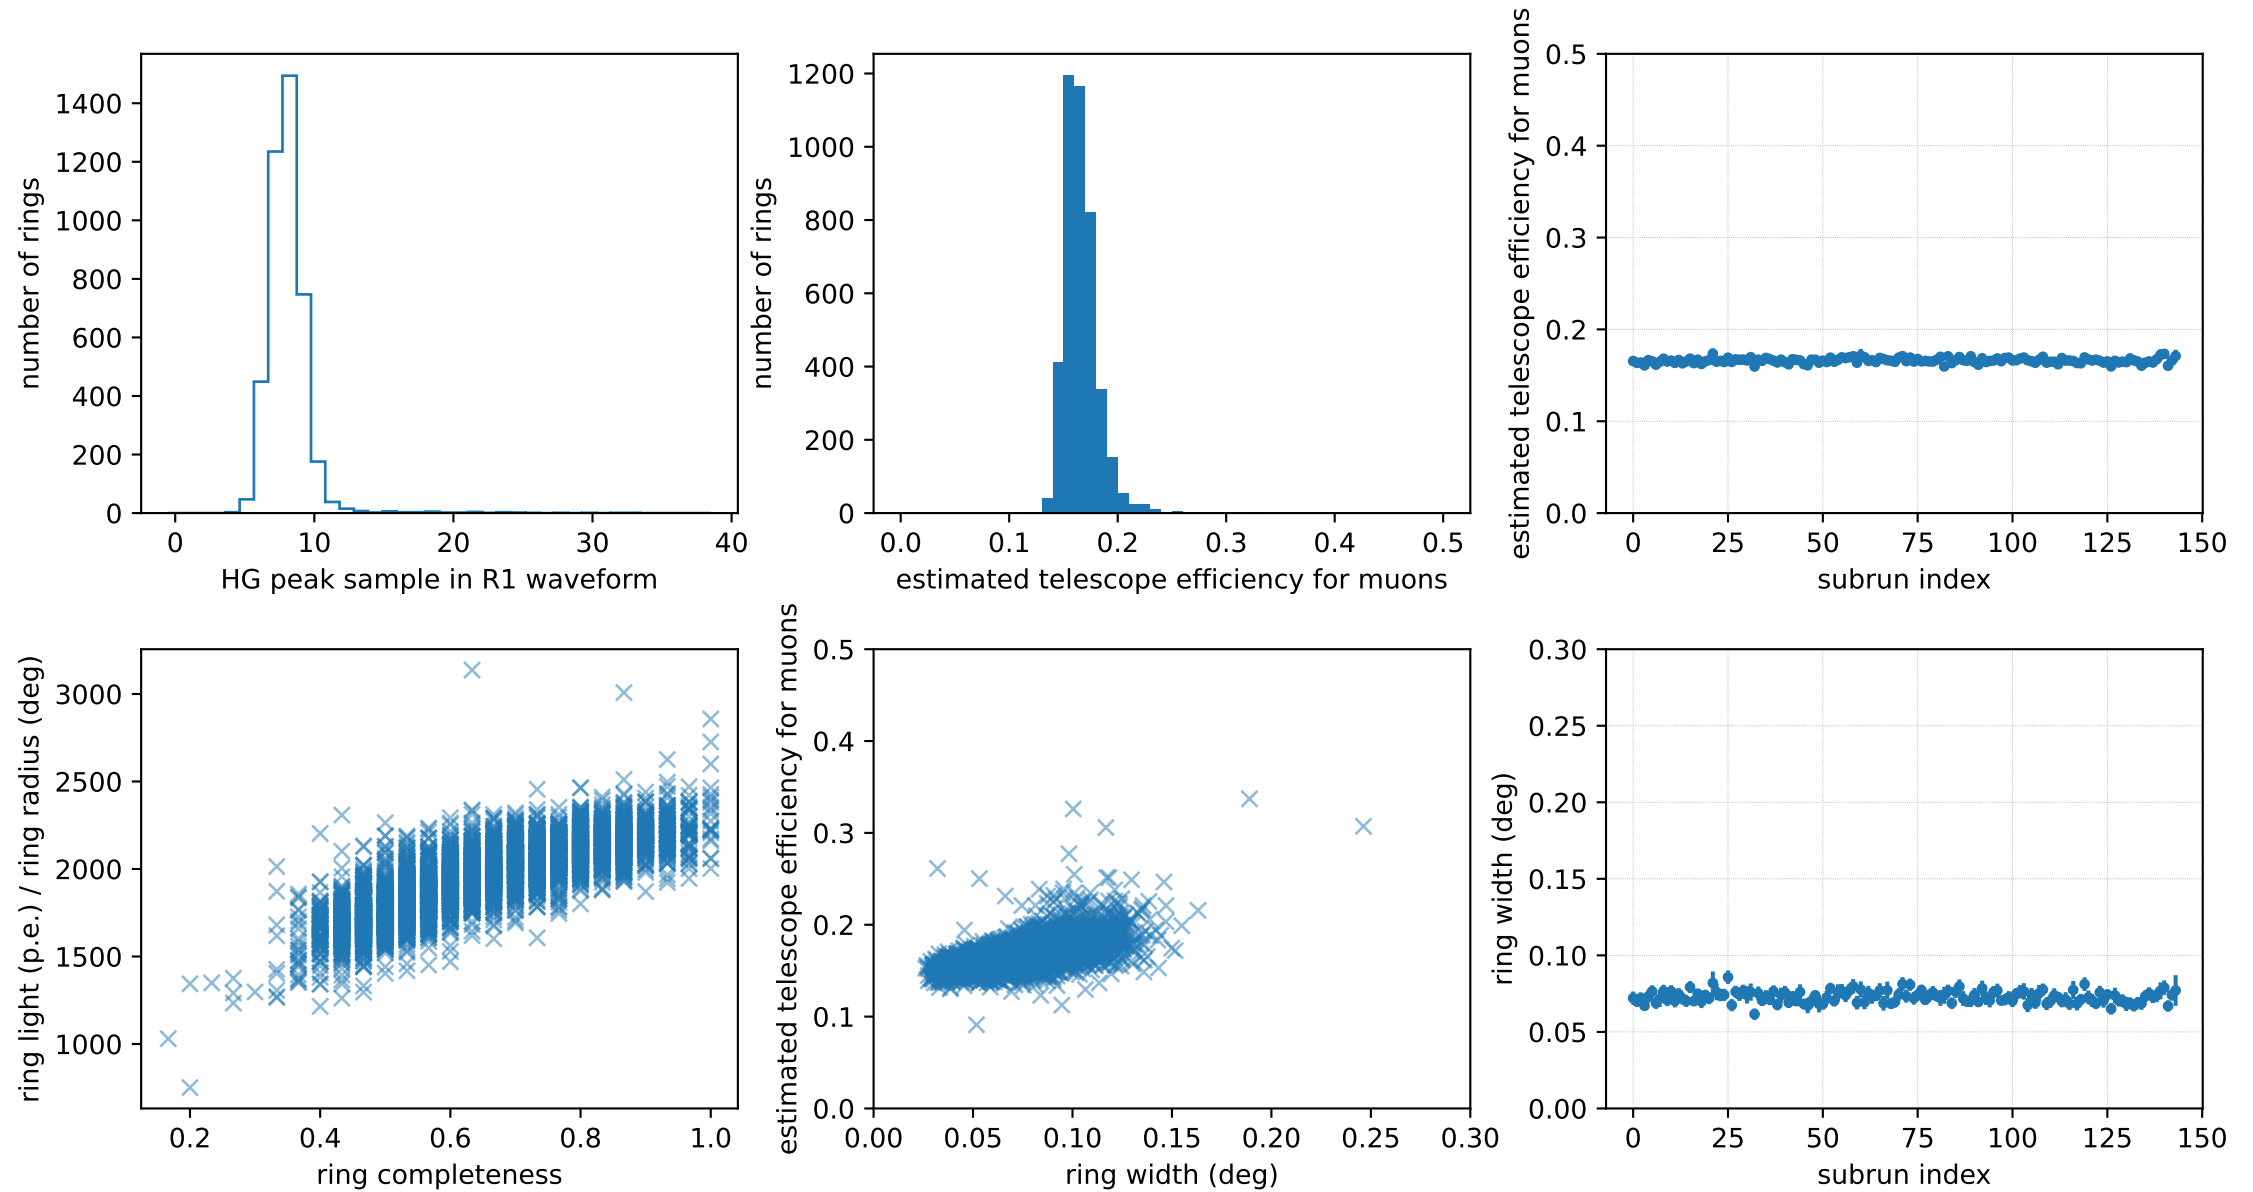 number of rings
1400
1200
1000
800
600
400
200
0
0 10 20 30 40
HG peak sample in R1 waveform
number of rings
1200
1000
800
600
400
200
0
0.0 0.1 0.2 0.3 0.4 0.5
estimated telescope efficiency for muons
estimated telescope efficiency for muons
0.5
0.4
0.3
0.2
0.1
0.0
0 25 50 75 100 125 150
subrun index
ring light (p.e.) / ring radius (deg)
3000
2500
2000
1500
1000
0.2 0.4 0.6 0.8 1.0
ring completeness
estimated telescope efficiency for muons
0.5
0.4
0.3
0.2
0.1
0.0
0.00 0.05 0.10 0.15 0.20 0.25 0.30
ring width (deg)
ring width (deg)
0.30
0.25
0.20
0.15
0.10
0.05
0.00
0 25 50 75 100 125 150
subrun index